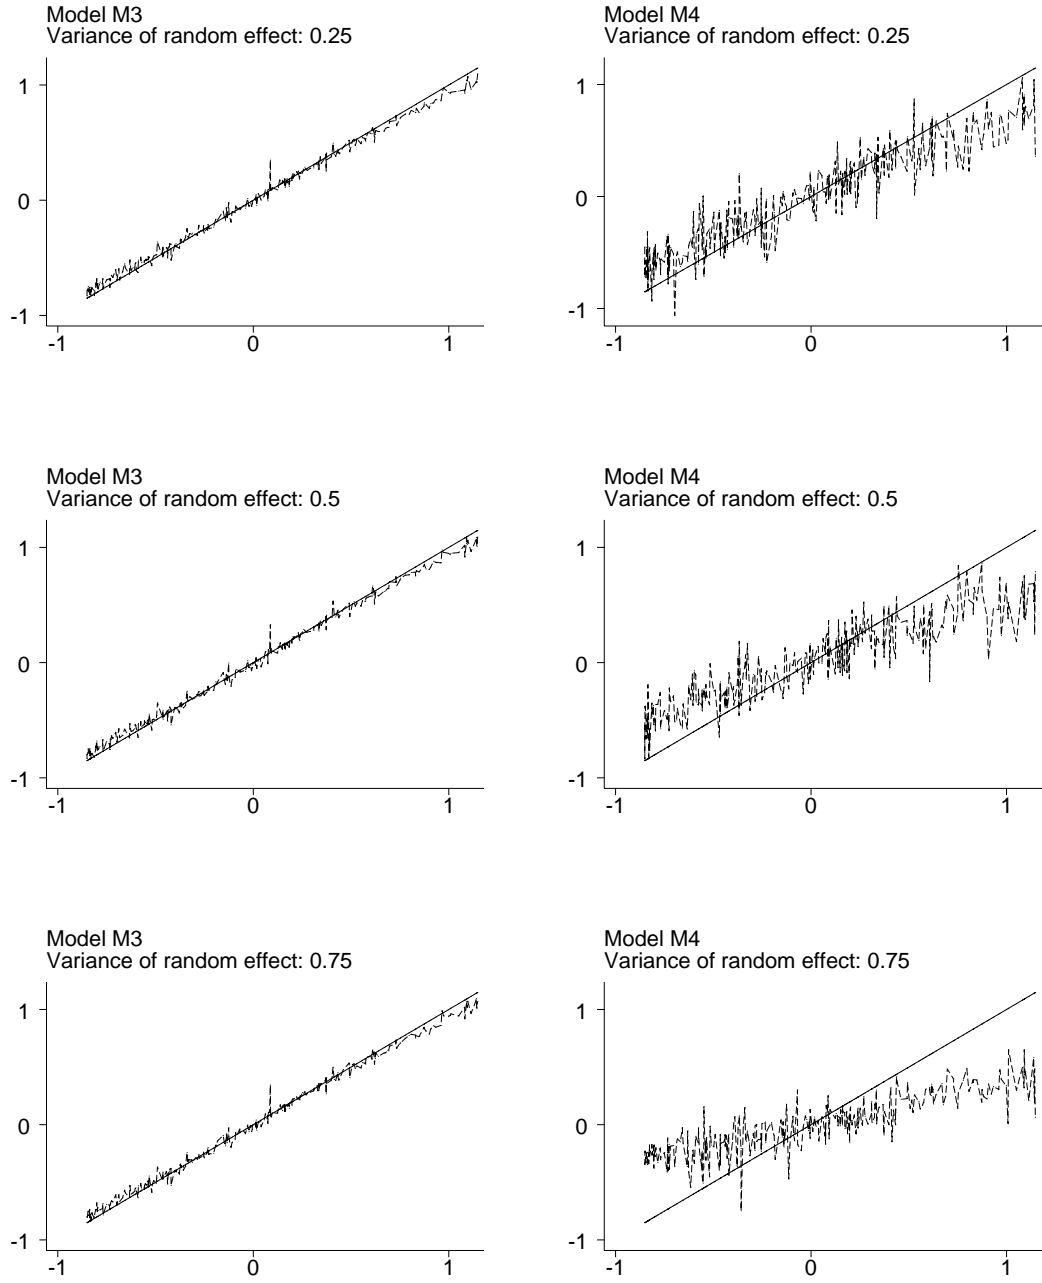 Model M3
Variance of random effect: 0.25
1
0
-1
-1 0 1
Model M4
Variance of random effect: 0.25
1
0
-1
-1 0 1
Model M3
Variance of random effect: 0.5
1
0
-1
-1 0 1
Model M4
Variance of random effect: 0.5
1
0
-1
-1 0 1
Model M3
Variance of random effect: 0.75
1
0
-1
-1 0 1
Model M4
Variance of random effect: 0.75
1
0
-1
-1 0 1